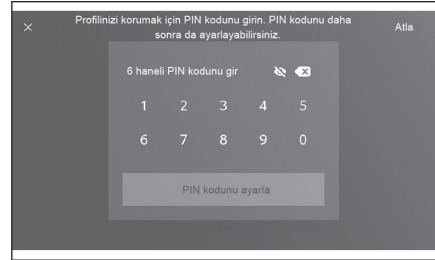 Profilinizi korumak için PIN kodunu girin. PIN kodunu daha
sonra da ayarlayabilirsiniz.
Atla
6 haneli PIN kodunu gir
1 2 3 4 5
6 7 8 9 0
PIN kodunu ayarla